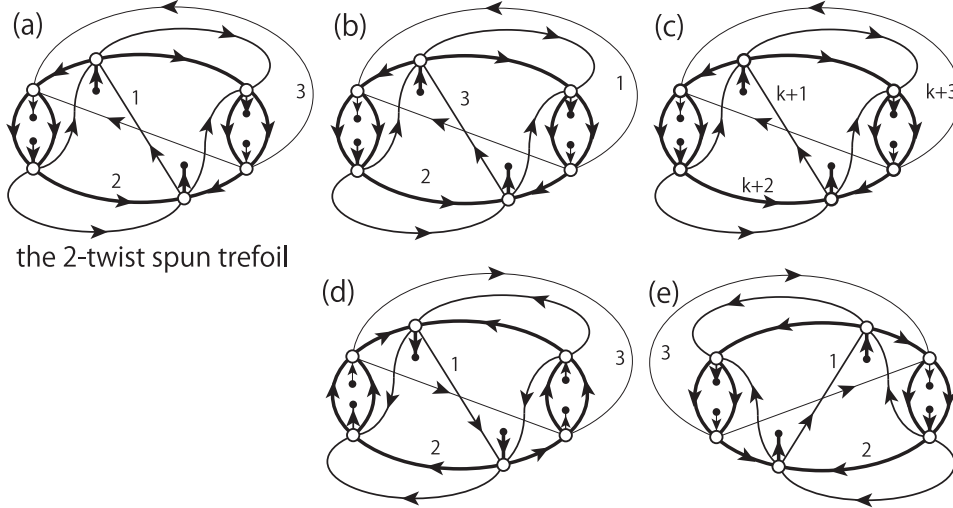 (a) (b) (c)
1 3 1 k+1 k+3
3
2 2 k+2
the 2-twist spun trefoil
(d) (e)
1 3 3 1
2 2